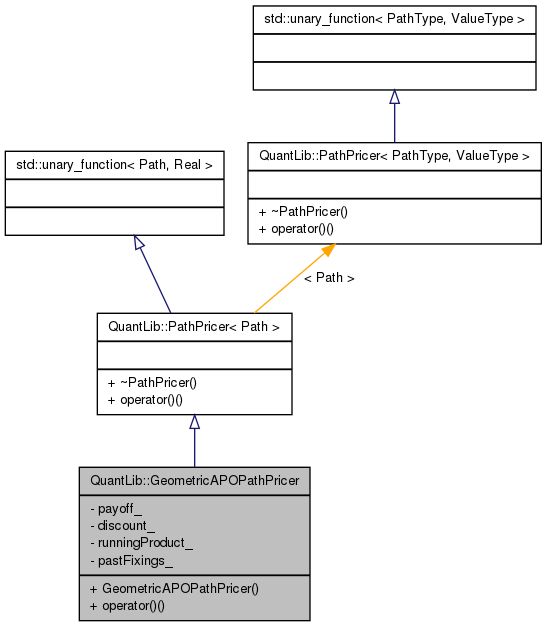 std::unary_function< PathType, ValueType >
QuantLib::PathPricer< PathType, ValueType >
+ ~PathPricer()
+ operator()()
std::unary_function< Path, Real >
< Path >
QuantLib::PathPricer< Path >
+ ~PathPricer()
+ operator()()
QuantLib::GeometricAPOPathPricer
- payoff_
- discount_
- runningProduct_
- pastFixings_
+ GeometricAPOPathPricer()
+ operator()()